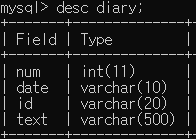 mysql> desc diary;
+-------+--------------+
| Field | Type         |
+-------+--------------+
| num   | int(11)      |
| date  | varchar(10)  |
| id    | varchar(20)  |
| text  | varchar(500) |
+-------+--------------+